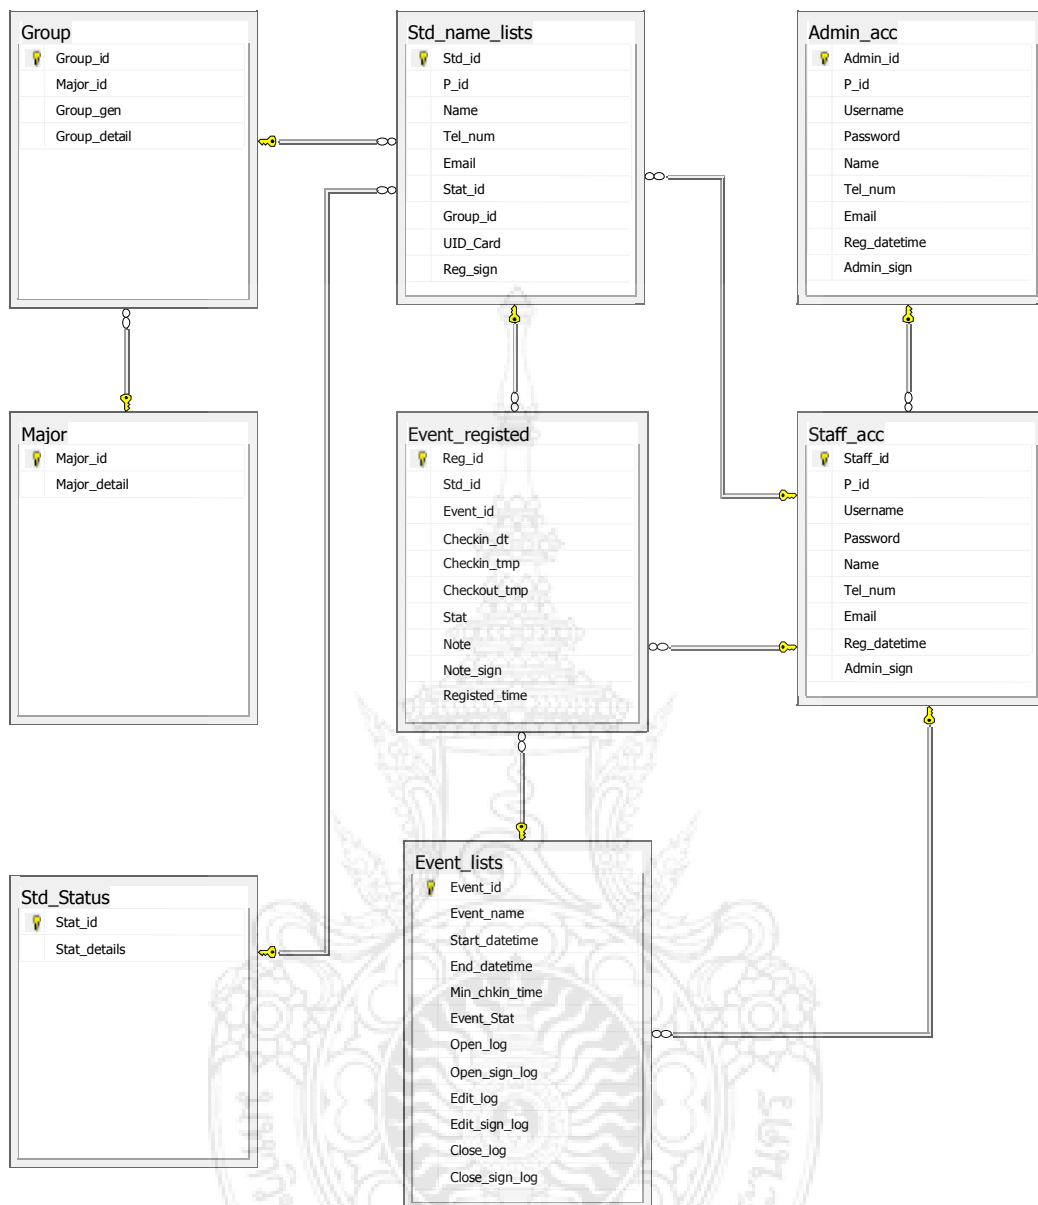 Group
Group_id
Major_id
Group_gen
Group_detail
Std_name_lists
Std_id
P_id
Name
Tel_num
Email
Stat_id
Group_id
UID_Card
Reg_sign
Admin_acc
Admin_id
P_id
Username
Password
Name
Tel_num
Email
Reg_datetime
Admin_sign
Major
Major_id
Major_detail
Event_registed
Reg_id
Std_id
Event_id
Checkin_dt
Checkin_tmp
Checkout_tmp
Stat
Note
Note_sign
Registed_time
Staff_acc
Staff_id
P_id
Username
Password
Name
Tel_num
Email
Reg_datetime
Admin_sign
Std_Status
Stat_id
Stat_details
Event_lists
Event_id
Event_name
Start_datetime
End_datetime
Min_chkin_time
Event_Stat
Open_log
Open_sign_log
Edit_log
Edit_sign_log
Close_log
Close_sign_log